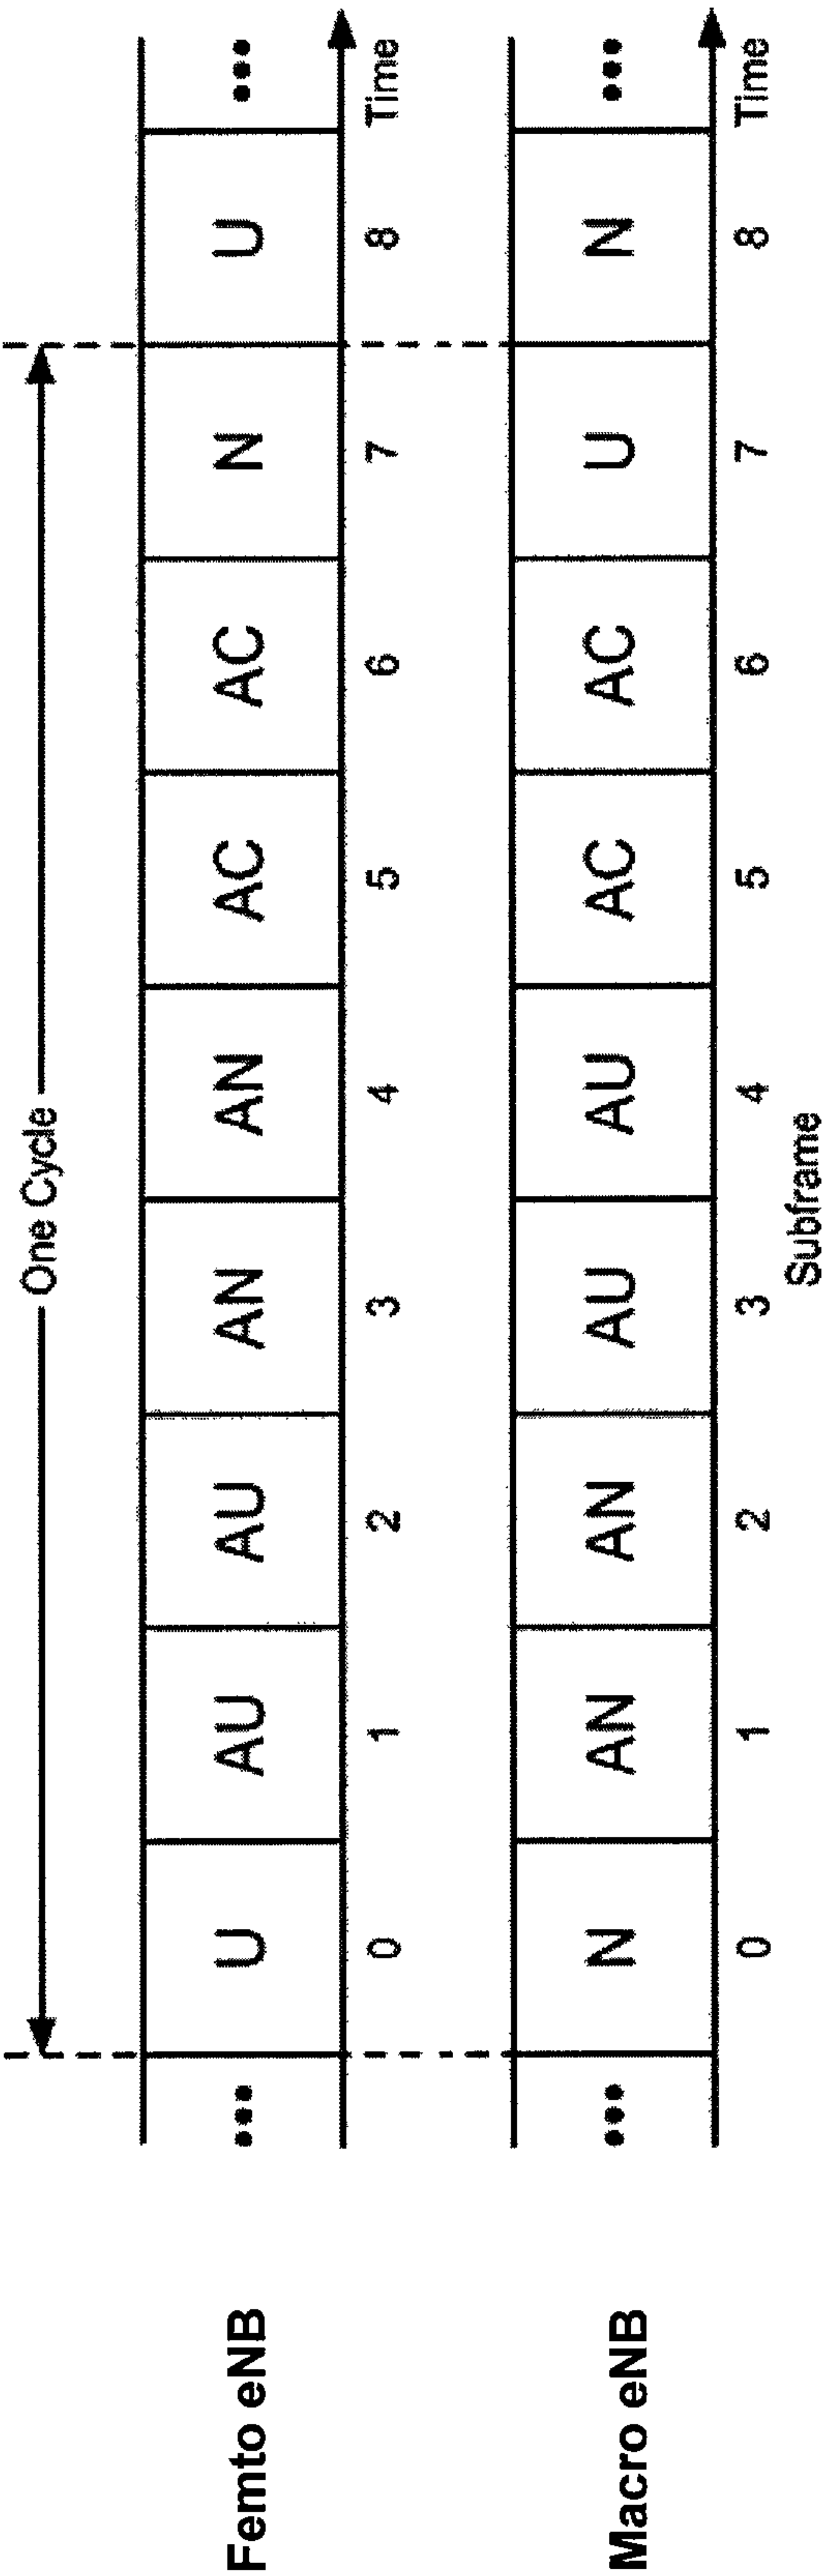 One Cycle
Femto eNB ••• U AU AU AN AN AC AC N U •••
0 1 2 3 4 5 6 7 8 Time
Macro eNB ••• N AN AN AU AU AC AC U N •••
0 1 2 3 4 5 6 7 8 Time
Subframe